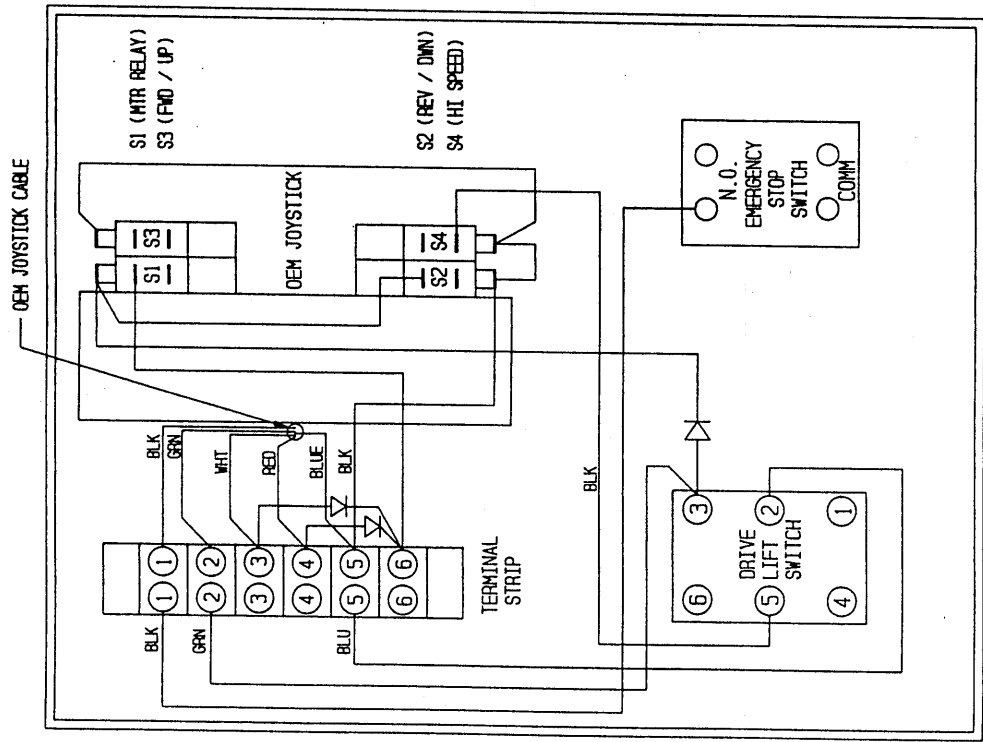 OEM JOYSTICK CABLE
S1 (MTR RELAY)
S3 (FWD / UP)
S2 (REV / DWN)
S4 (HI SPEED)
OEM JOYSTICK
S1
S3
S2
S4
BLK
GRN
WHT
RED
BLUE
BLK
1 1
2 2
3 3
4 4
5 5
6 6
BLK
GRN
BLU
TERMINAL
STRIP
BLK
N.O.
EMERGENCY
STOP
SWITCH
COMM
DRIVE
LIFT
SWITCH
6 3
5 2
4 1